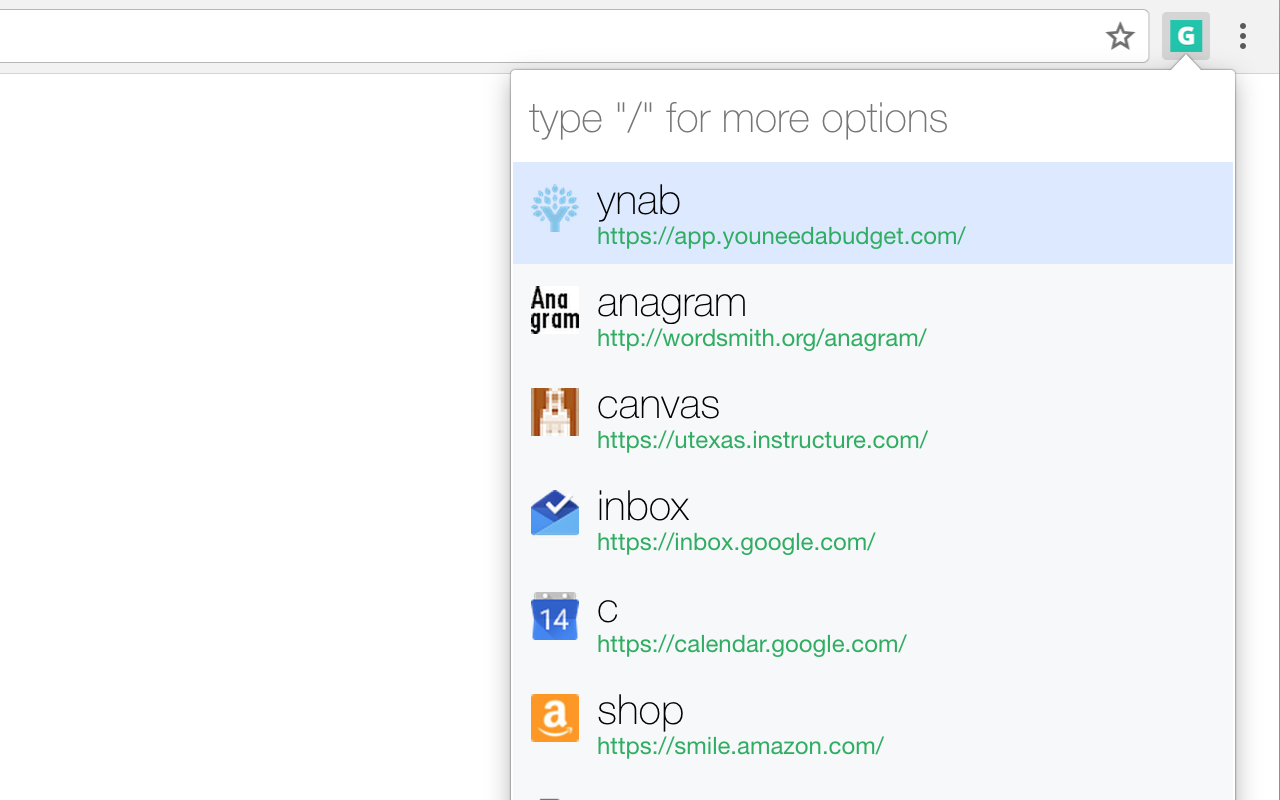 G
type "/" for more options
ynab
https://app.youneedabudget.com/
Ana
gram
anagram
http://wordsmith.org/anagram/
canvas
https://utexas.instructure.com/
inbox
https://inbox.google.com/
14
c
https://calendar.google.com/
a
shop
https://smile.amazon.com/